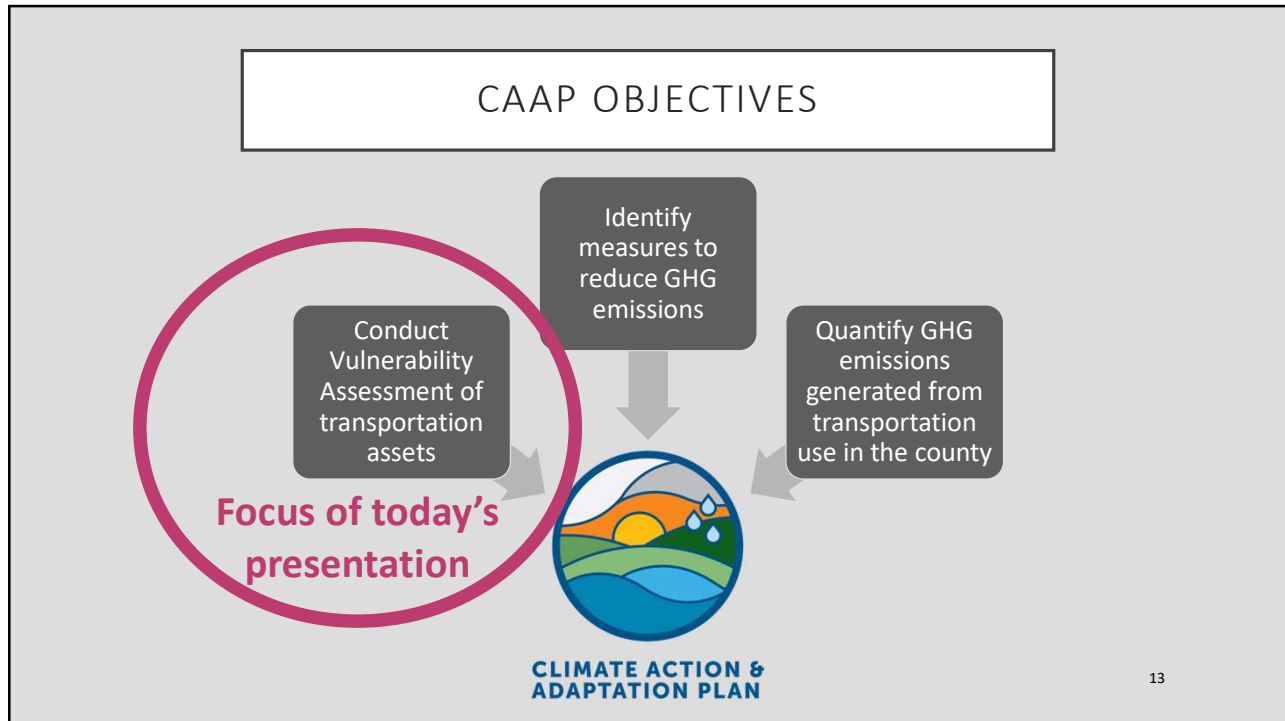 CAAP OBJECTIVES
Identify
measures to
reduce GHG
emissions
Conduct
Vulnerability
Assessment of
transportation
assets
Quantify GHG
emissions
generated from
transportation
use in the county
Focus of today’s
presentation
CLIMATE ACTION &
ADAPTATION PLAN
13